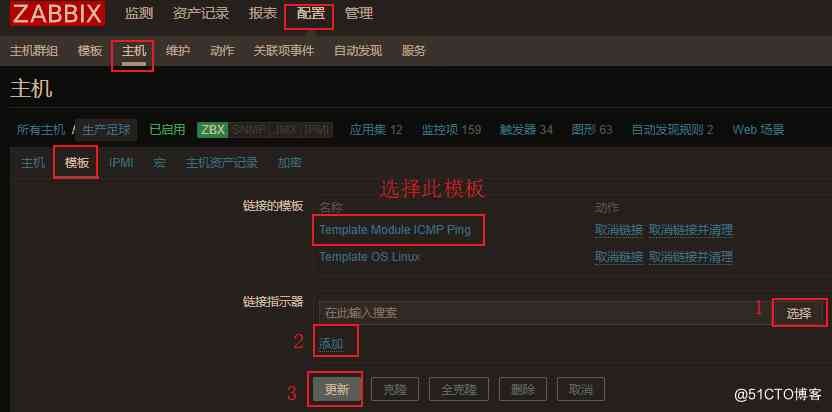 ZABBIX 监测 资产记录 报表 配置 管理
主机群组 模板 主机 维护 动作 关联项事件 自动发现 服务
主机
所有主机 / 生产足球 已启用 ZBX SNMP JMX IPMI 应用集 12 监控项 159 触发器 34 图形 63 自动发现规则 2 Web 场景
主机 模板 IPMI 宏 主机资产记录 加密
选择此模板
链接的模板 名称 动作
Template Module ICMP Ping 取消链接 取消链接并清理
Template OS Linux 取消链接 取消链接并清理
链接指示器 在此输入搜索 1 选择
2 添加
3 更新 克隆 全克隆 删除 取消
@51CTO博客